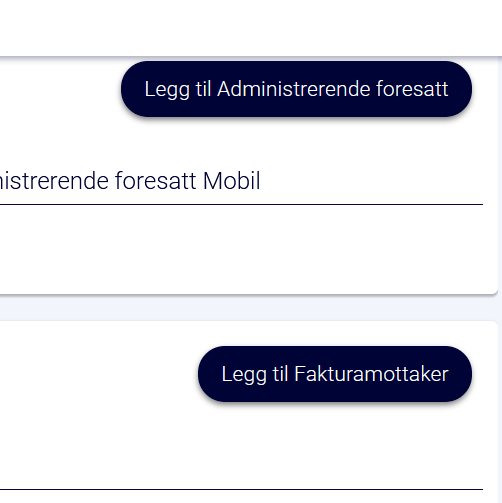 Legg til Administrerende foresatt
nistrerende foresatt Mobil
Legg til Fakturamottaker